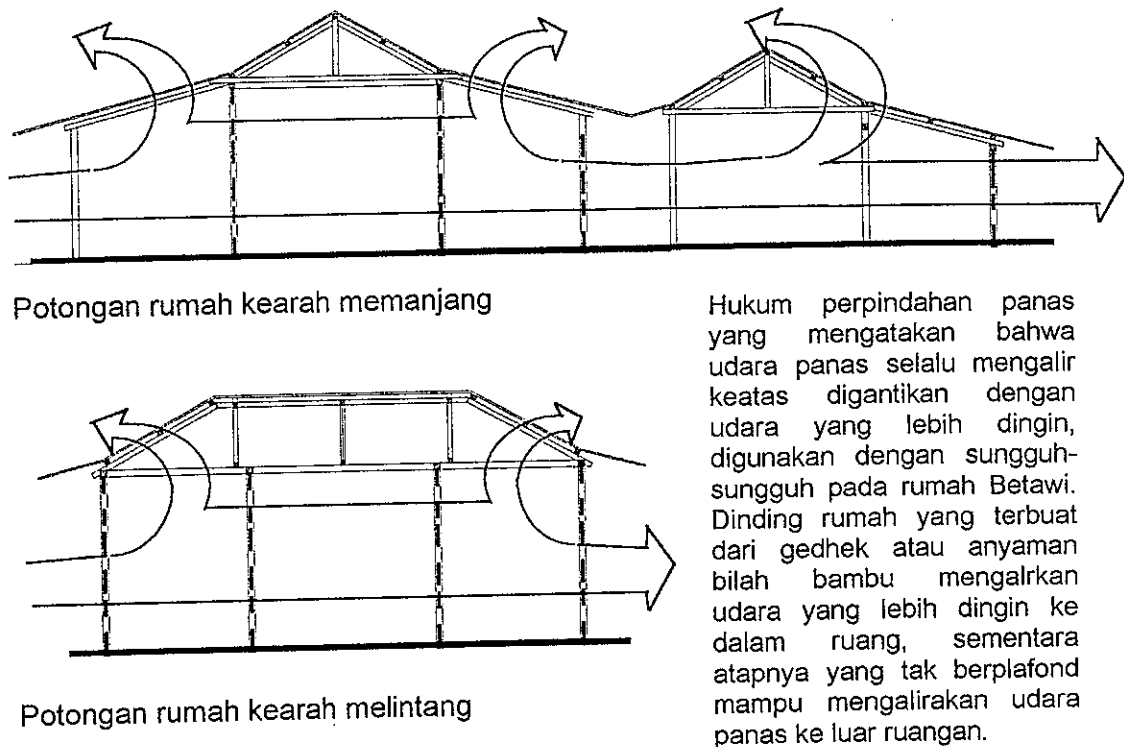 Potongan rumah kearah memanjang
Hukum perpindahan panas
yang mengatakan bahwa
udara panas selalu mengalir
keatas digantikan dengan
udara yang lebih dingin,
digunakan dengan sungguh-
sungguh pada rumah Betawi.
Dinding rumah yang terbuat
dari gedhek atau anyaman
bilah bambu mengalrkan
udara yang lebih dingin ke
dalam ruang, sementara
atapnya yang tak berplafond
mampu mengalirakan udara
panas ke luar ruangan.
Potongan rumah kearah melintang